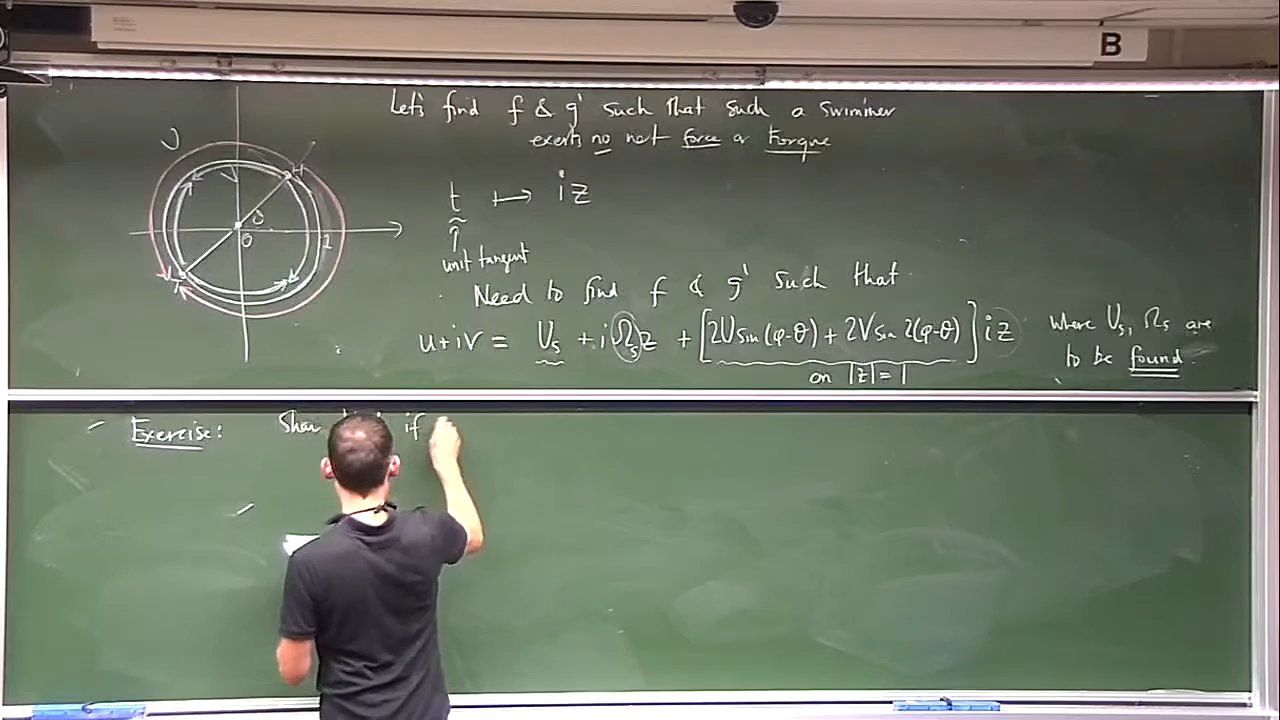 B
Let's find f & g' such that such a swimmer
exerts no net force or torque
t ↦ iz
unit tangent
Need to find f & g' such that
u+iv = U_s + iΩ_s z + [2U sin(φ-θ) + 2V sin 2(φ-θ)] iz where U_s, Ω_s are
on |z|=1 to be found
Exercise: if